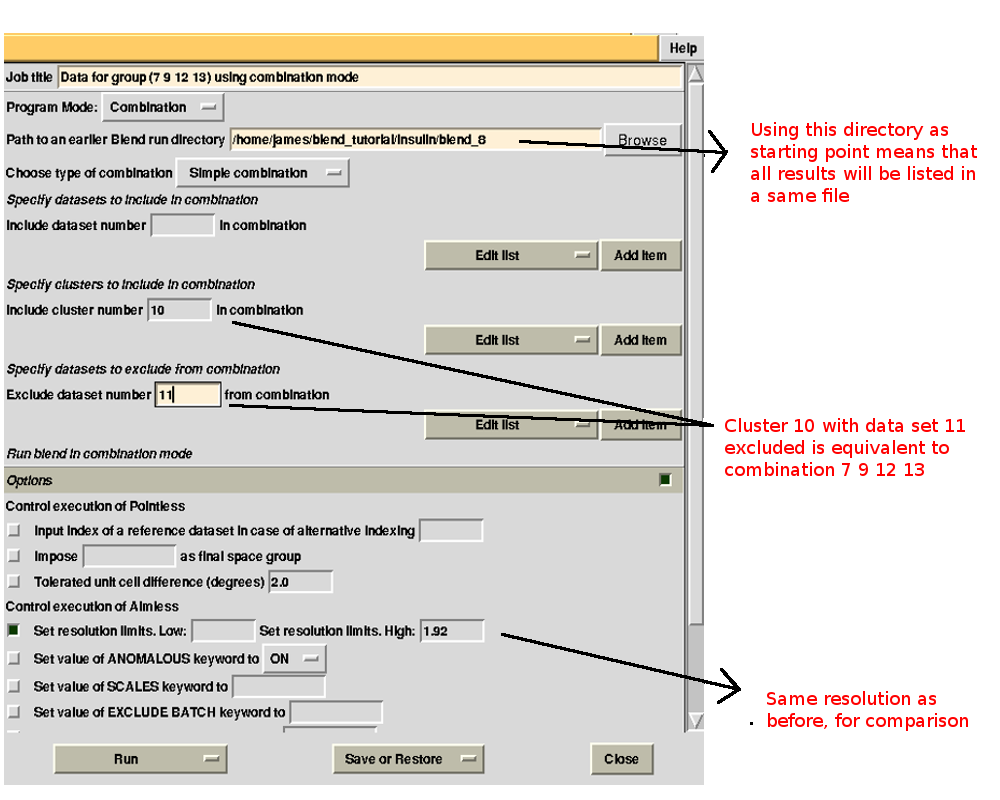 Help
Job title Data for group (7 9 12 13) using combination mode
Program Mode: Combination
Path to an earlier Blend run directory /home/james/blend_tutorial/insulin/blend_8 Browse
Using this directory as
starting point means that
all results will be listed in
a same file
Choose type of combination Simple combination
Specify datasets to include in combination
Include dataset number in combination
Edit list Add item
Specify clusters to include in combination
Include cluster number 10 in combination
Edit list Add item
Specify datasets to exclude from combination
Exclude dataset number 11 from combination
Edit list Add item
Cluster 10 with data set 11
excluded is equivalent to
combination 7 9 12 13
Run blend in combination mode
Options
Control execution of Pointless
Input index of a reference dataset in case of alternative indexing
Impose as final space group
Tolerated unit cell difference (degrees) 2.0
Control execution of Aimless
Set resolution limits. Low: Set resolution limits. High: 1.92
Set value of ANOMALOUS keyword to ON
Set value of SCALES keyword to
Set value of EXCLUDE BATCH keyword to
Same resolution as
before, for comparison
Run Save or Restore Close